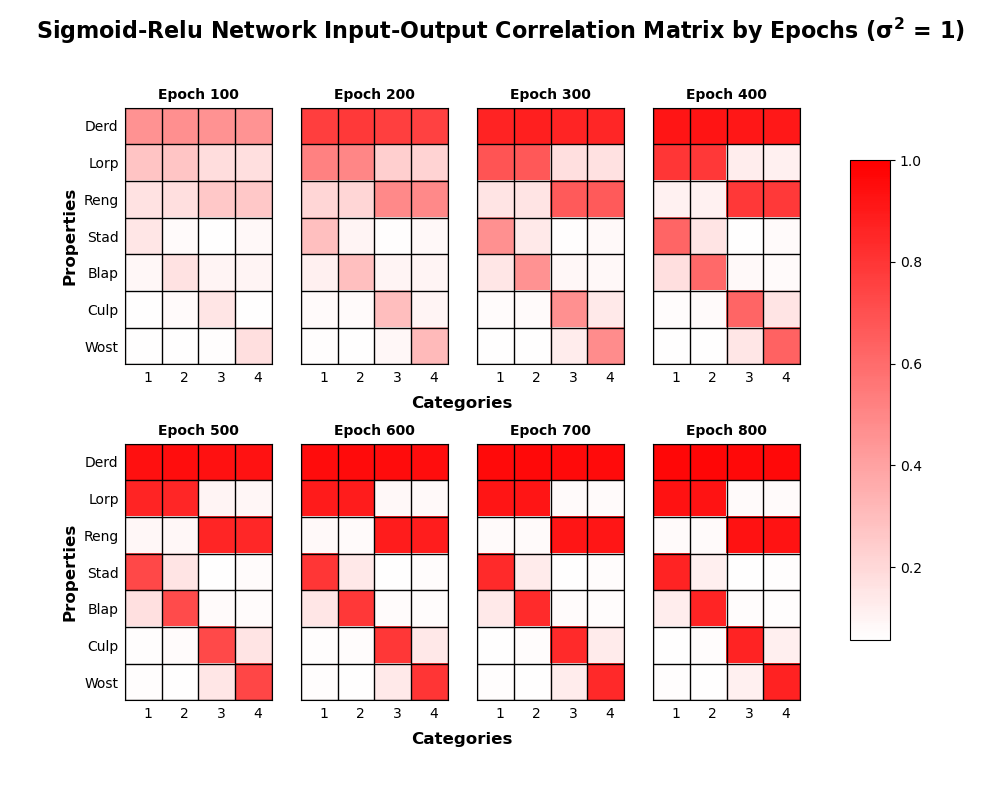 Sigmoid-Relu Network Input-Output Correlation Matrix by Epochs (σ² = 1)
Epoch 100 Epoch 200 Epoch 300 Epoch 400
Derd
Lorp
Reng
Stad
Blap
Culp
Wost
Properties
1 2 3 4 1 2 3 4 1 2 3 4 1 2 3 4
Categories
Epoch 500 Epoch 600 Epoch 700 Epoch 800
Derd
Lorp
Reng
Stad
Blap
Culp
Wost
Properties
1 2 3 4 1 2 3 4 1 2 3 4 1 2 3 4
Categories
1.0
0.8
0.6
0.4
0.2